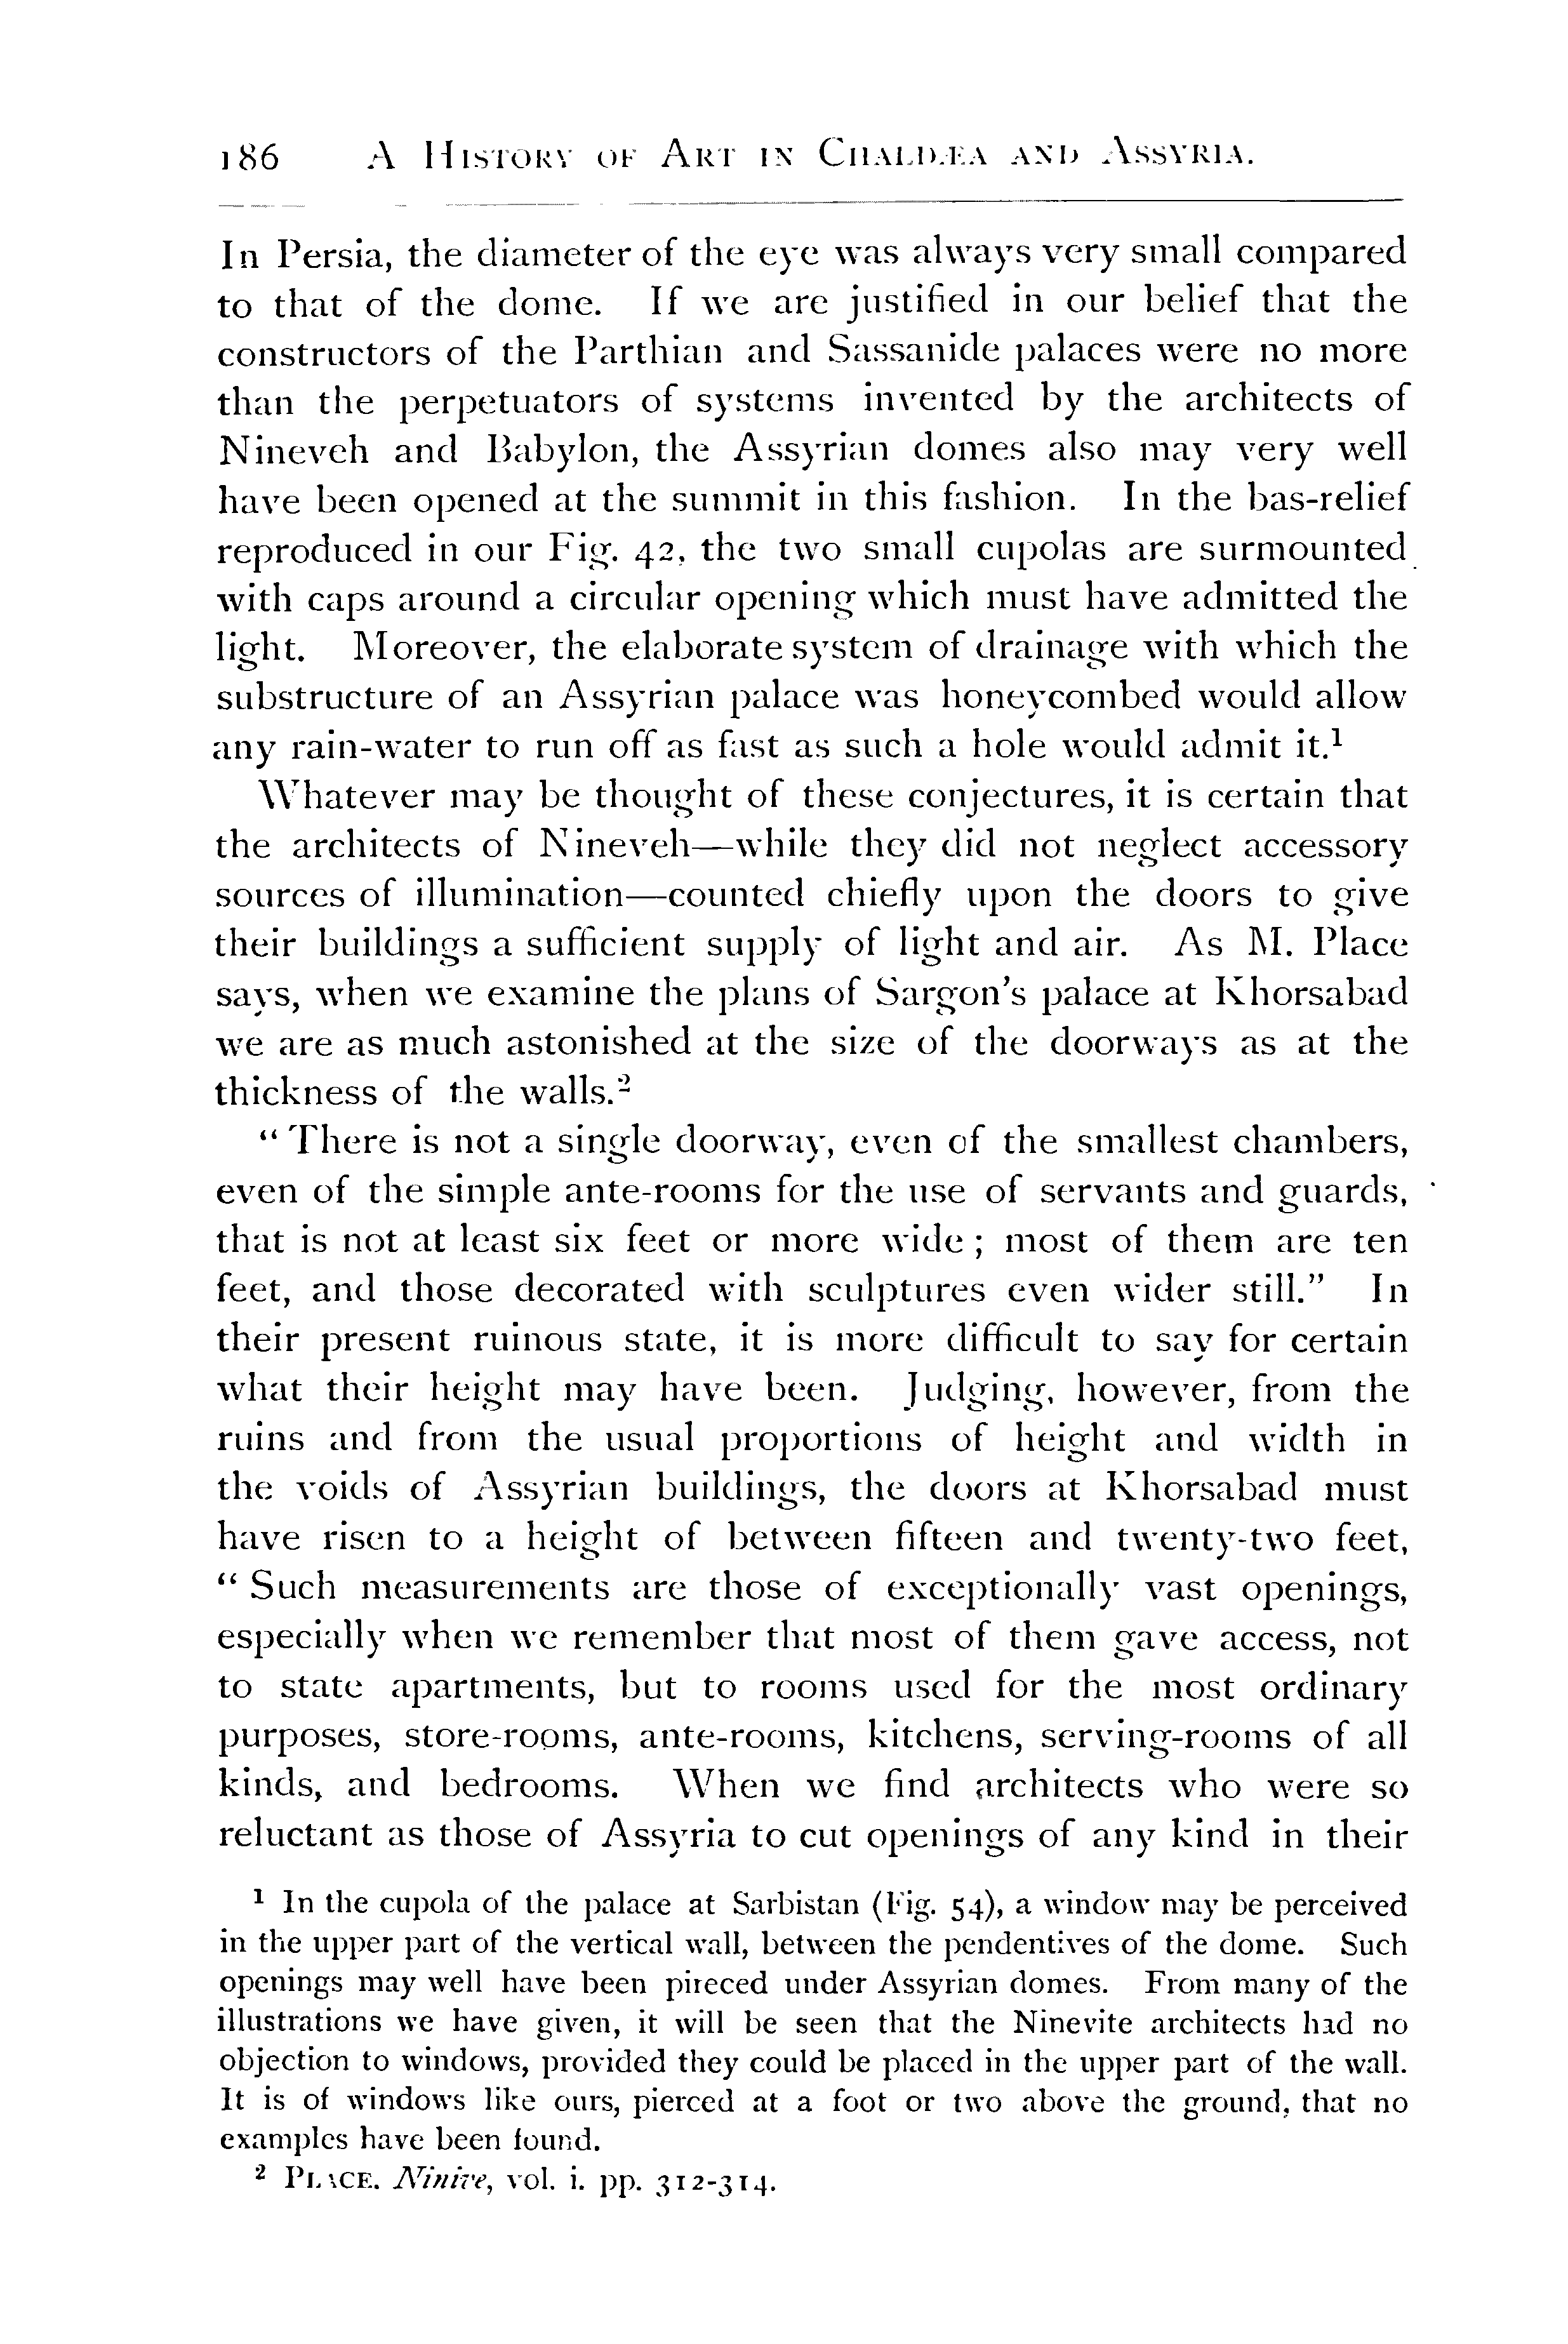 186 A History of Art in Chaldæa and Assyria.
In Persia, the diameter of the eye was always very small compared
to that of the dome. If we are justified in our belief that the
constructors of the Parthian and Sassanide palaces were no more
than the perpetuators of systems invented by the architects of
Nineveh and Babylon, the Assyrian domes also may very well
have been opened at the summit in this fashion. In the bas-relief
reproduced in our Fig. 42, the two small cupolas are surmounted
with caps around a circular opening which must have admitted the
light. Moreover, the elaborate system of drainage with which the
substructure of an Assyrian palace was honeycombed would allow
any rain-water to run off as fast as such a hole would admit it.¹
Whatever may be thought of these conjectures, it is certain that
the architects of Nineveh—while they did not neglect accessory
sources of illumination—counted chiefly upon the doors to give
their buildings a sufficient supply of light and air. As M. Place
says, when we examine the plans of Sargon's palace at Khorsabad
we are as much astonished at the size of the doorways as at the
thickness of the walls.²
“ There is not a single doorway, even of the smallest chambers,
even of the simple ante-rooms for the use of servants and guards,
that is not at least six feet or more wide ; most of them are ten
feet, and those decorated with sculptures even wider still.” In
their present ruinous state, it is more difficult to say for certain
what their height may have been. Judging, however, from the
ruins and from the usual proportions of height and width in
the voids of Assyrian buildings, the doors at Khorsabad must
have risen to a height of between fifteen and twenty-two feet,
“ Such measurements are those of exceptionally vast openings,
especially when we remember that most of them gave access, not
to state apartments, but to rooms used for the most ordinary
purposes, store-rooms, ante-rooms, kitchens, serving-rooms of all
kinds, and bedrooms. When we find architects who were so
reluctant as those of Assyria to cut openings of any kind in their
¹ In the cupola of the palace at Sarbistan (Fig. 54), a window may be perceived
in the upper part of the vertical wall, between the pendentives of the dome. Such
openings may well have been pireced under Assyrian domes. From many of the
illustrations we have given, it will be seen that the Ninevite architects had no
objection to windows, provided they could be placed in the upper part of the wall.
It is of windows like ours, pierced at a foot or two above the ground, that no
examples have been found.
² Place. Ninive, vol. i. pp. 312-314.